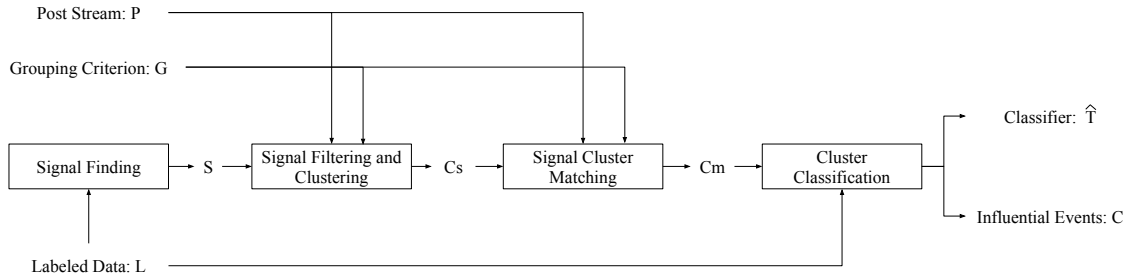 Post Stream: P
Grouping Criterion: G
Classifier: T̂
Signal Finding
S
Signal Filtering and
Clustering
Cs
Signal Cluster
Matching
Cm
Cluster
Classification
Influential Events: C
Labeled Data: L